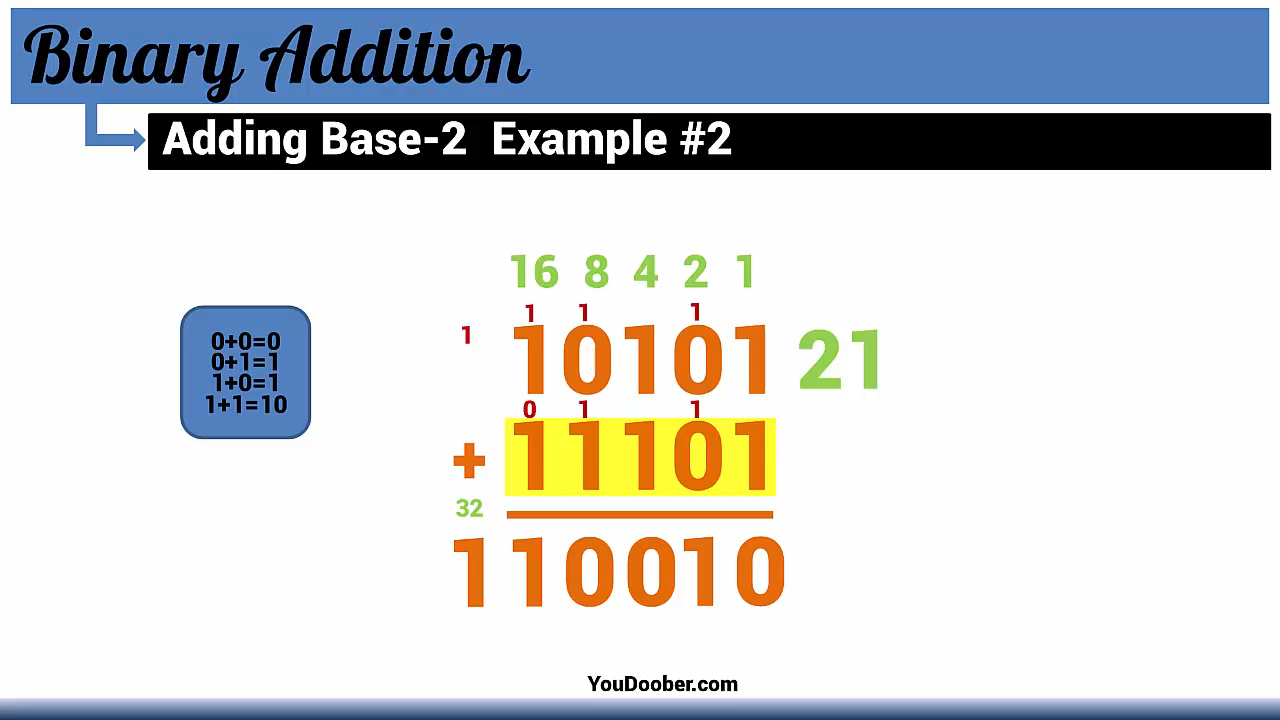 Binary Addition
Adding Base-2 Example #2
16 8 4 2 1
0+0=0
0+1=1
1+0=1
1+1=10
1 1 1
1
10101 21
0 1 1
+ 11101
32
110010
YouDoober.com